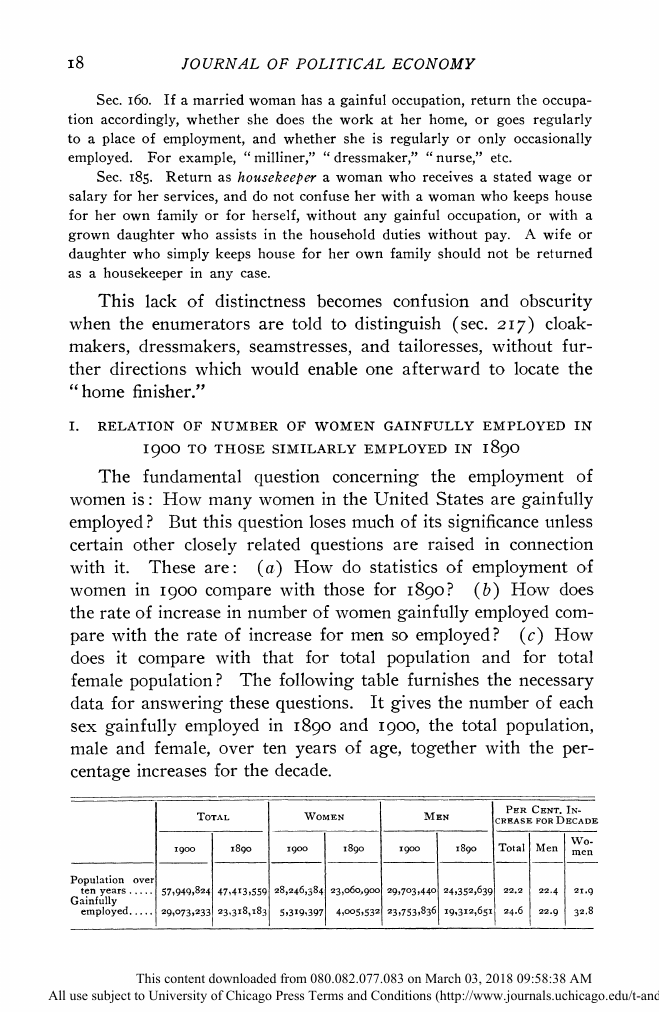 18 JOURNAL OF POLITICAL ECONOMY
Sec. 160. If a married woman has a gainful occupation, return the occupa-
tion accordingly, whether she does the work at her home, or goes regularly
to a place of employment, and whether she is regularly or only occasionally
employed. For example, “milliner,” “dressmaker,” “nurse,” etc.
Sec. 185. Return as housekeeper a woman who receives a stated wage or
salary for her services, and do not confuse her with a woman who keeps house
for her own family or for herself, without any gainful occupation, or with a
grown daughter who assists in the household duties without pay. A wife or
daughter who simply keeps house for her own family should not be returned
as a housekeeper in any case.
This lack of distinctness becomes confusion and obscurity
when the enumerators are told to distinguish (sec. 217) cloak-
makers, dressmakers, seamstresses, and tailoresses, without fur-
ther directions which would enable one afterward to locate the
“home finisher.”
I. RELATION OF NUMBER OF WOMEN GAINFULLY EMPLOYED IN
1900 TO THOSE SIMILARLY EMPLOYED IN 1890
The fundamental question concerning the employment of
women is: How many women in the United States are gainfully
employed? But this question loses much of its significance unless
certain other closely related questions are raised in connection
with it. These are: (a) How do statistics of employment of
women in 1900 compare with those for 1890? (b) How does
the rate of increase in number of women gainfully employed com-
pare with the rate of increase for men so employed? (c) How
does it compare with that for total population and for total
female population? The following table furnishes the necessary
data for answering these questions. It gives the number of each
sex gainfully employed in 1890 and 1900, the total population,
male and female, over ten years of age, together with the per-
centage increases for the decade.
TOTAL WOMEN MEN PER CENT. IN-
CREASE FOR DECADE
1900 1890 1900 1890 1900 1890 Total Men Wo-
men
Population over
ten years ..... 57,949,824 47,413,559 28,246,384 23,060,900 29,703,440 24,352,639 22.2 22.4 21.9
Gainfully
employed..... 29,073,233 23,318,183 5,319,397 4,005,532 23,753,836 19,312,651 24.6 22.9 32.8
This content downloaded from 080.082.077.083 on March 03, 2018 09:58:38 AM
All use subject to University of Chicago Press Terms and Conditions (http://www.journals.uchicago.edu/t-and